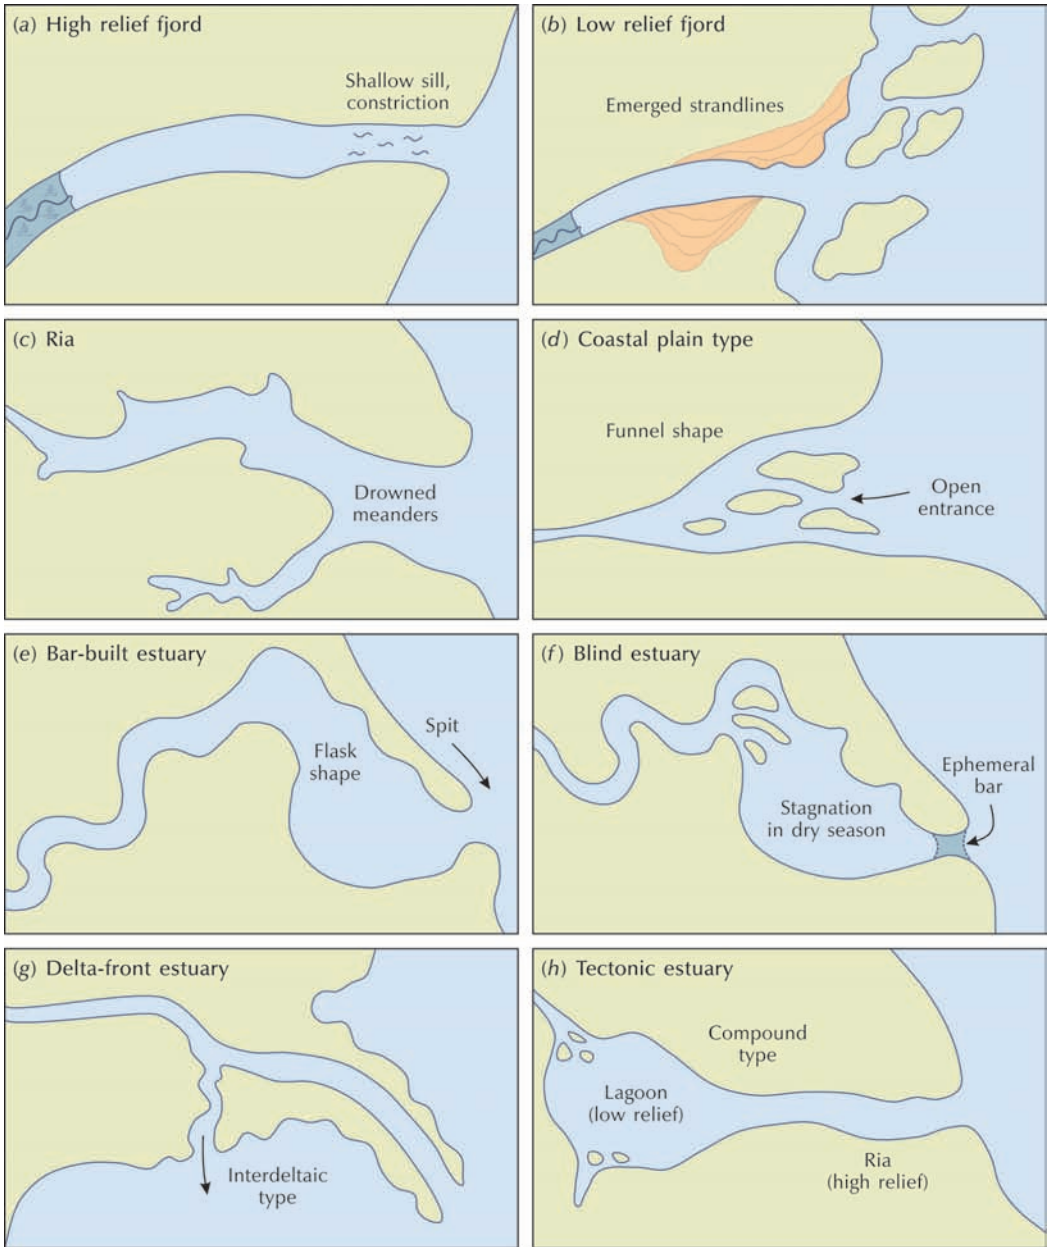 (a) High relief fjord
Shallow sill,
constriction
(b) Low relief fjord
Emerged strandlines
(c) Ria
Drowned
meanders
(d) Coastal plain type
Funnel shape
Open
entrance
(e) Bar-built estuary
Spit
Flask
shape
(f) Blind estuary
Ephemeral
bar
Stagnation
in dry season
(g) Delta-front estuary
Interdeltaic
type
(h) Tectonic estuary
Compound
type
Lagoon
(low relief)
Ria
(high relief)